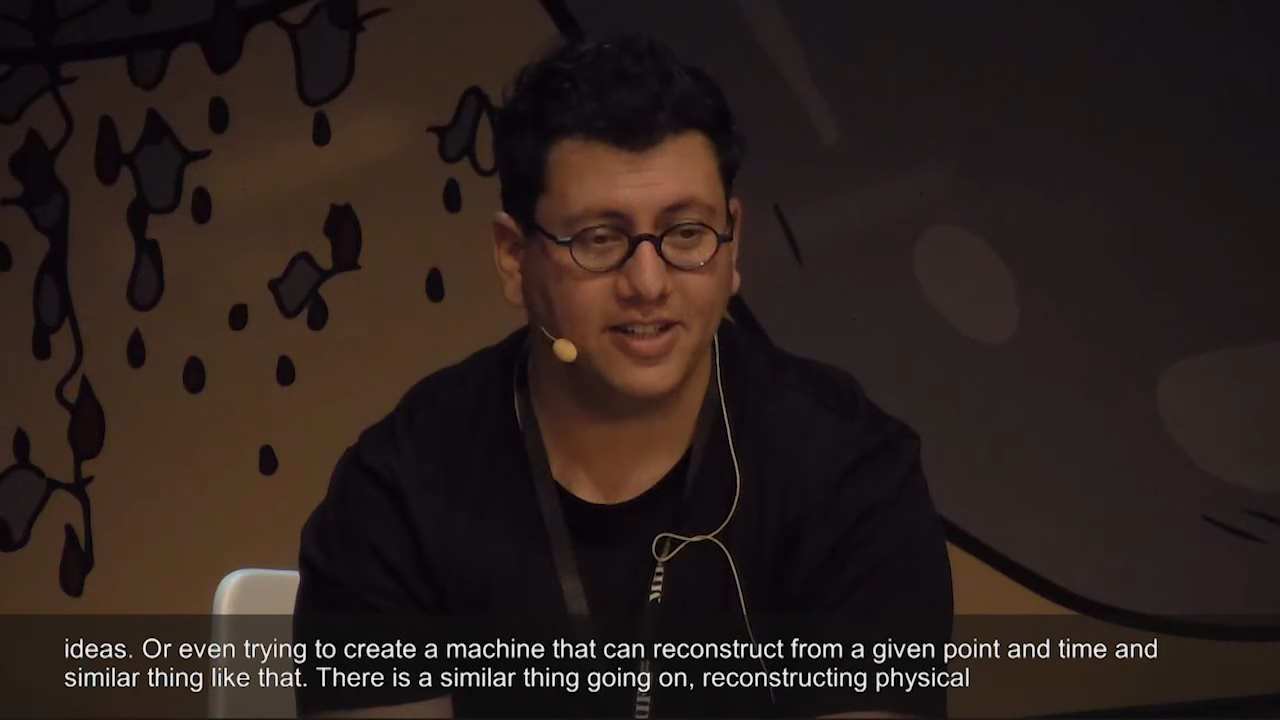 ideas. Or even trying to create a machine that can reconstruct from a given point and time and
similar thing like that. There is a similar thing going on, reconstructing physical